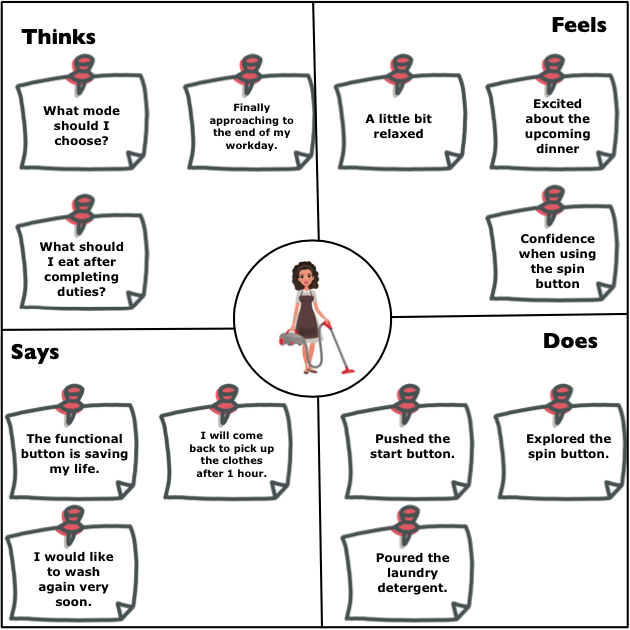 Thinks
What mode
should I
choose?
Finally
approaching to
the end of my
workday.
What should
I eat after
completing
duties?
Feels
A little bit
relaxed
Excited
about the
upcoming
dinner
Confidence
when using
the spin
button
Says
The functional
button is saving
my life.
I will come
back to pick up
the clothes
after 1 hour.
I would like
to wash
again very
soon.
Does
Pushed the
start button.
Explored the
spin button.
Poured the
laundry
detergent.